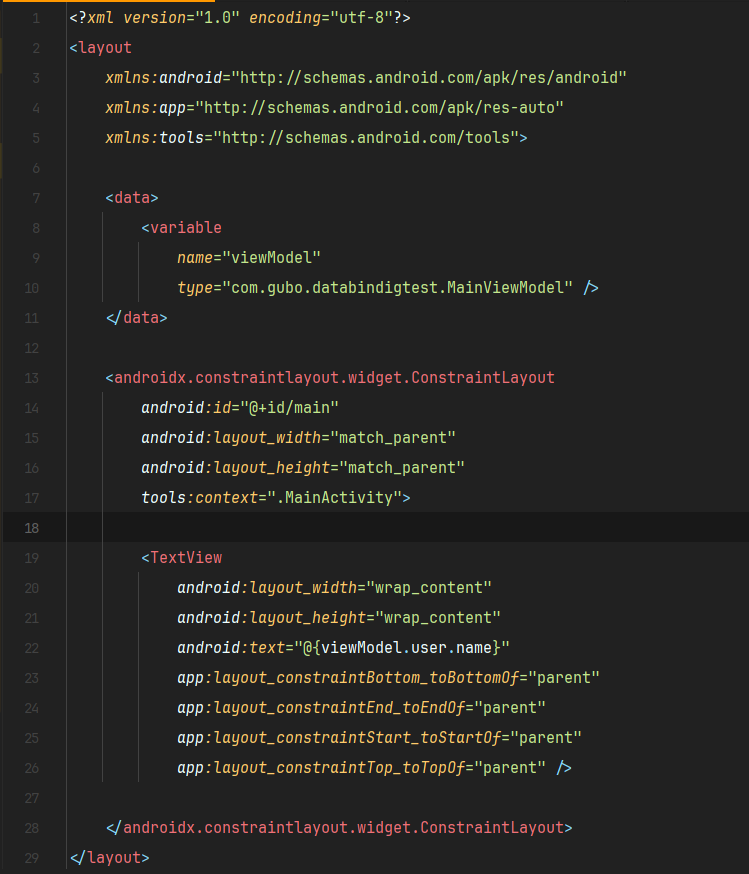 1 <?xml version="1.0" encoding="utf-8"?>
2 <layout
3     xmlns:android="http://schemas.android.com/apk/res/android"
4     xmlns:app="http://schemas.android.com/apk/res-auto"
5     xmlns:tools="http://schemas.android.com/tools">
6
7     <data>
8         <variable
9             name="viewModel"
10             type="com.gubo.databindigtest.MainViewModel" />
11     </data>
12
13     <androidx.constraintlayout.widget.ConstraintLayout
14         android:id="@+id/main"
15         android:layout_width="match_parent"
16         android:layout_height="match_parent"
17         tools:context=".MainActivity">
18
19         <TextView
20             android:layout_width="wrap_content"
21             android:layout_height="wrap_content"
22             android:text="@{viewModel.user.name}"
23             app:layout_constraintBottom_toBottomOf="parent"
24             app:layout_constraintEnd_toEndOf="parent"
25             app:layout_constraintStart_toStartOf="parent"
26             app:layout_constraintTop_toTopOf="parent" />
27
28     </androidx.constraintlayout.widget.ConstraintLayout>
29 </layout>